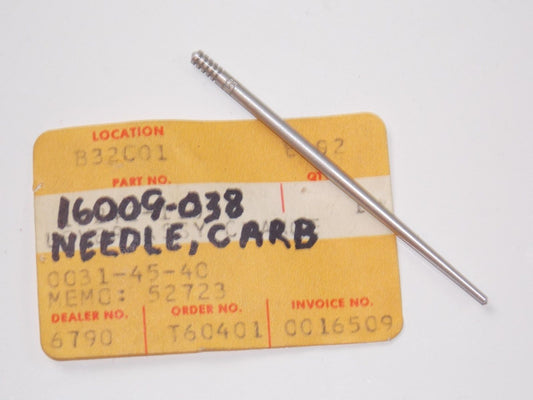 LOCATION
B32C01
PART NO.
16009-038
NEEDLE, CARB
0031-45-40
MEMO: 52723
DEALER NO. ORDER NO. INVOICE NO.
6790 T60401 0016509